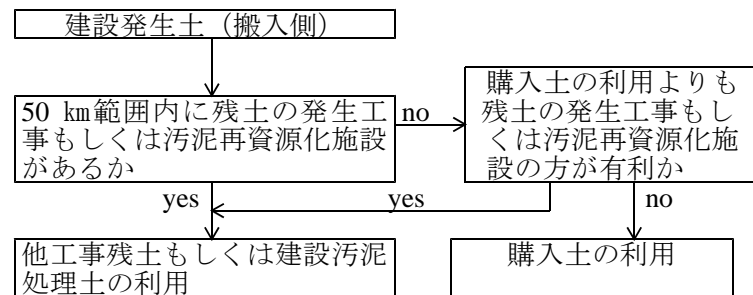 建設発生土（搬入側）
50 ㎞範囲内に残土の発生工
事もしくは汚泥再資源化施設
があるか
no
購入土の利用よりも
残土の発生工事もし
くは汚泥再資源化施
設の方が有利か
yes
yes
no
他工事残土もしくは建設汚泥
処理土の利用
購入土の利用